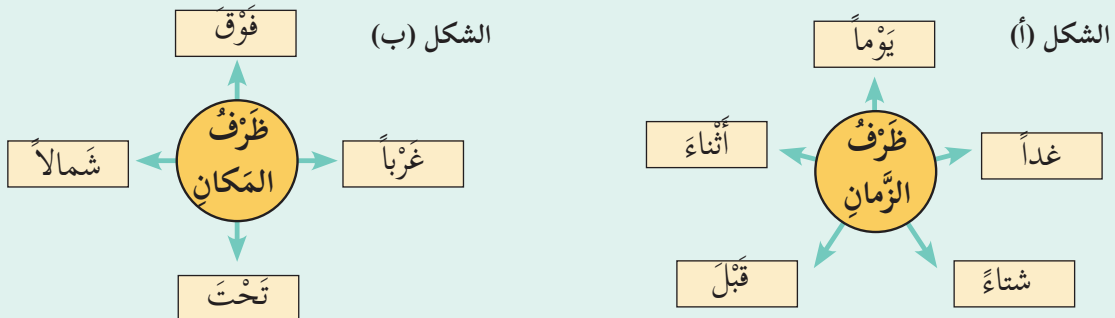 الشكل (أ)
يَوْماً
غداً
أَثْناءَ
ظَرْفُ
الزَّمانِ
شتاءً
قَبْلَ
الشكل (ب)
فَوْقَ
ظَرْفُ
المَكانِ
غَرْباً
شَمالاً
تَحْتَ